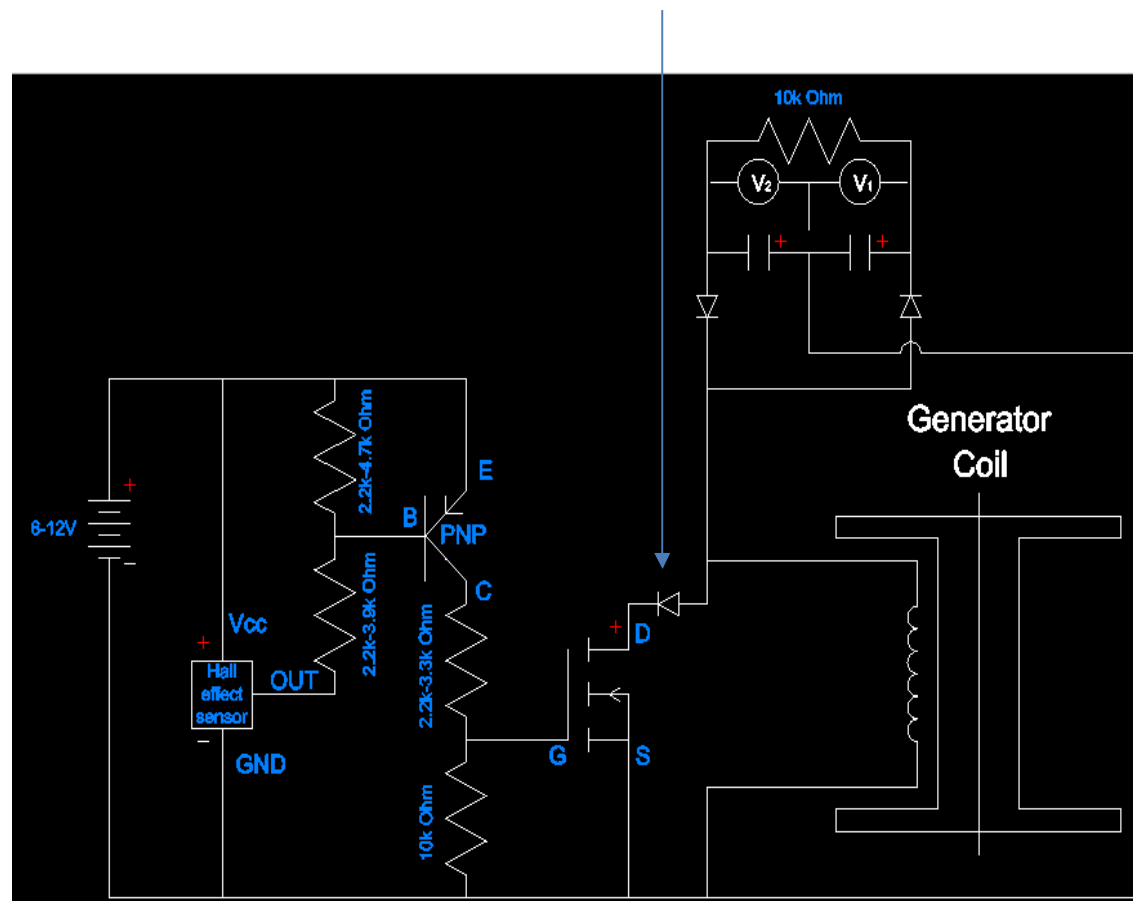 10k Ohm
V2
V1
+
+
Generator
Coil
2.2k-4.7k Ohm
E
+
B
PNP
6-12V
-
C
2.2k-3.9k Ohm
2.2k-3.3k Ohm
Vcc
+
+
D
Hall
effect
sensor
OUT
-
G
S
GND
10k Ohm